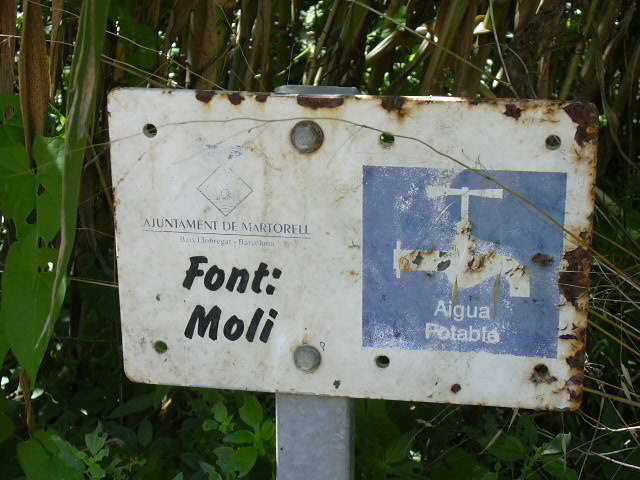 AJUNTAMENT DE MARTORELL
Baix Llobregat - Barcelona
Font:
Moli
Aigua
Potable